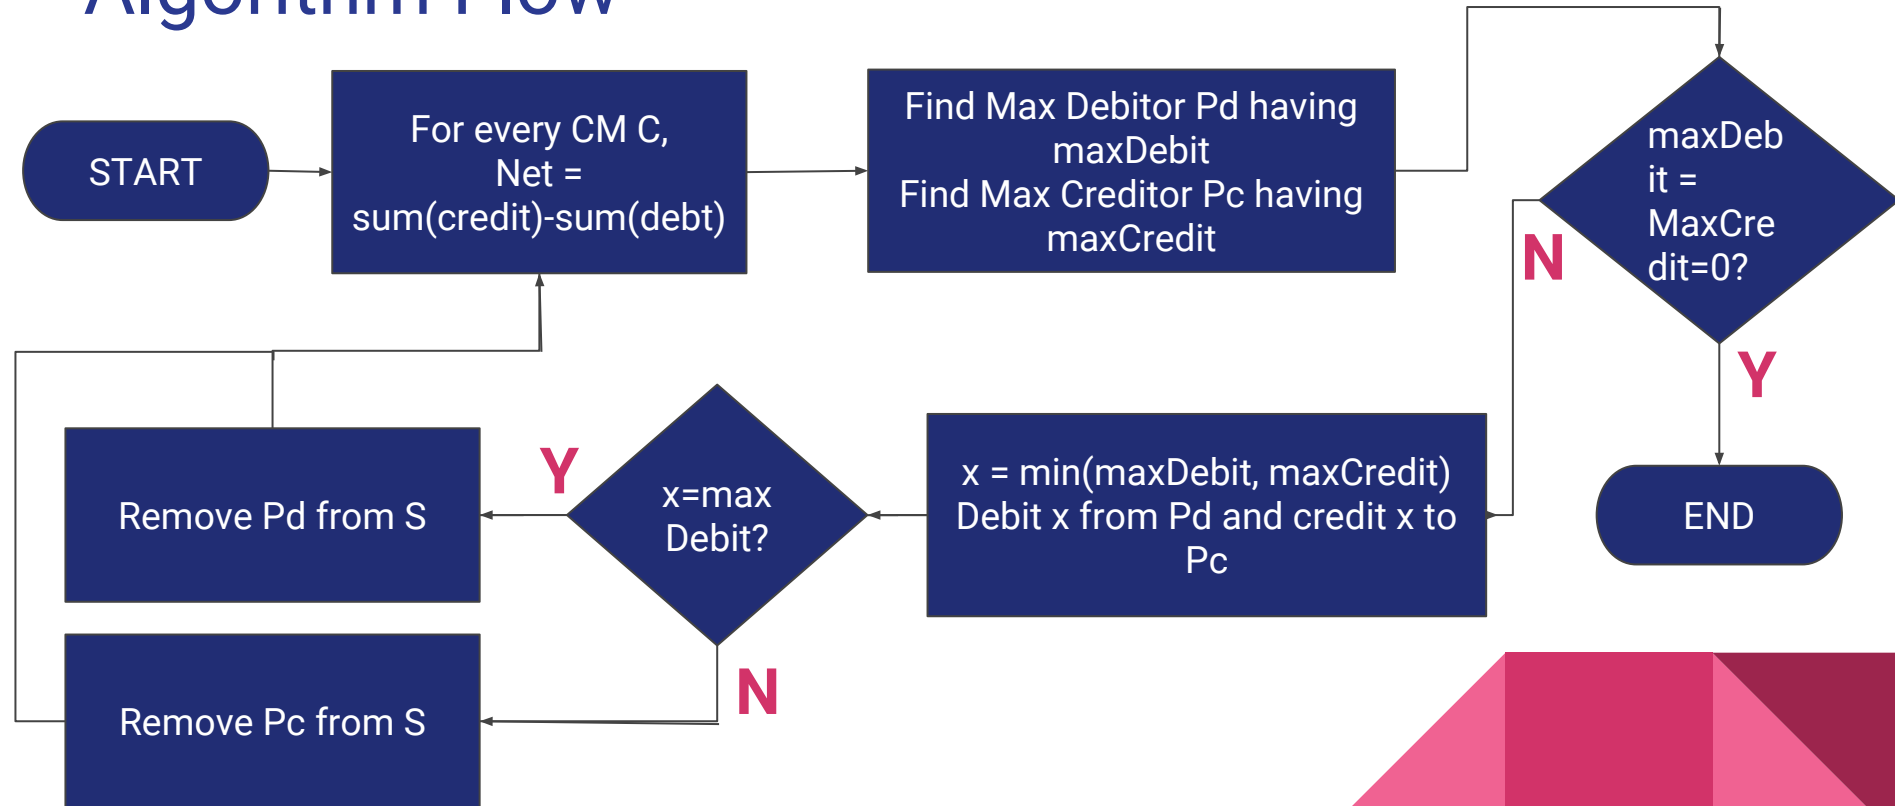 Algorithm Flow
START
For every CM C,
Net =
sum(credit)-sum(debt)
Find Max Debitor Pd having
maxDebit
Find Max Creditor Pc having
maxCredit
maxDeb
it =
MaxCre
dit=0?
N
Y
END
x = min(maxDebit, maxCredit)
Debit x from Pd and credit x to
Pc
x=max
Debit?
Y
N
Remove Pd from S
Remove Pc from S